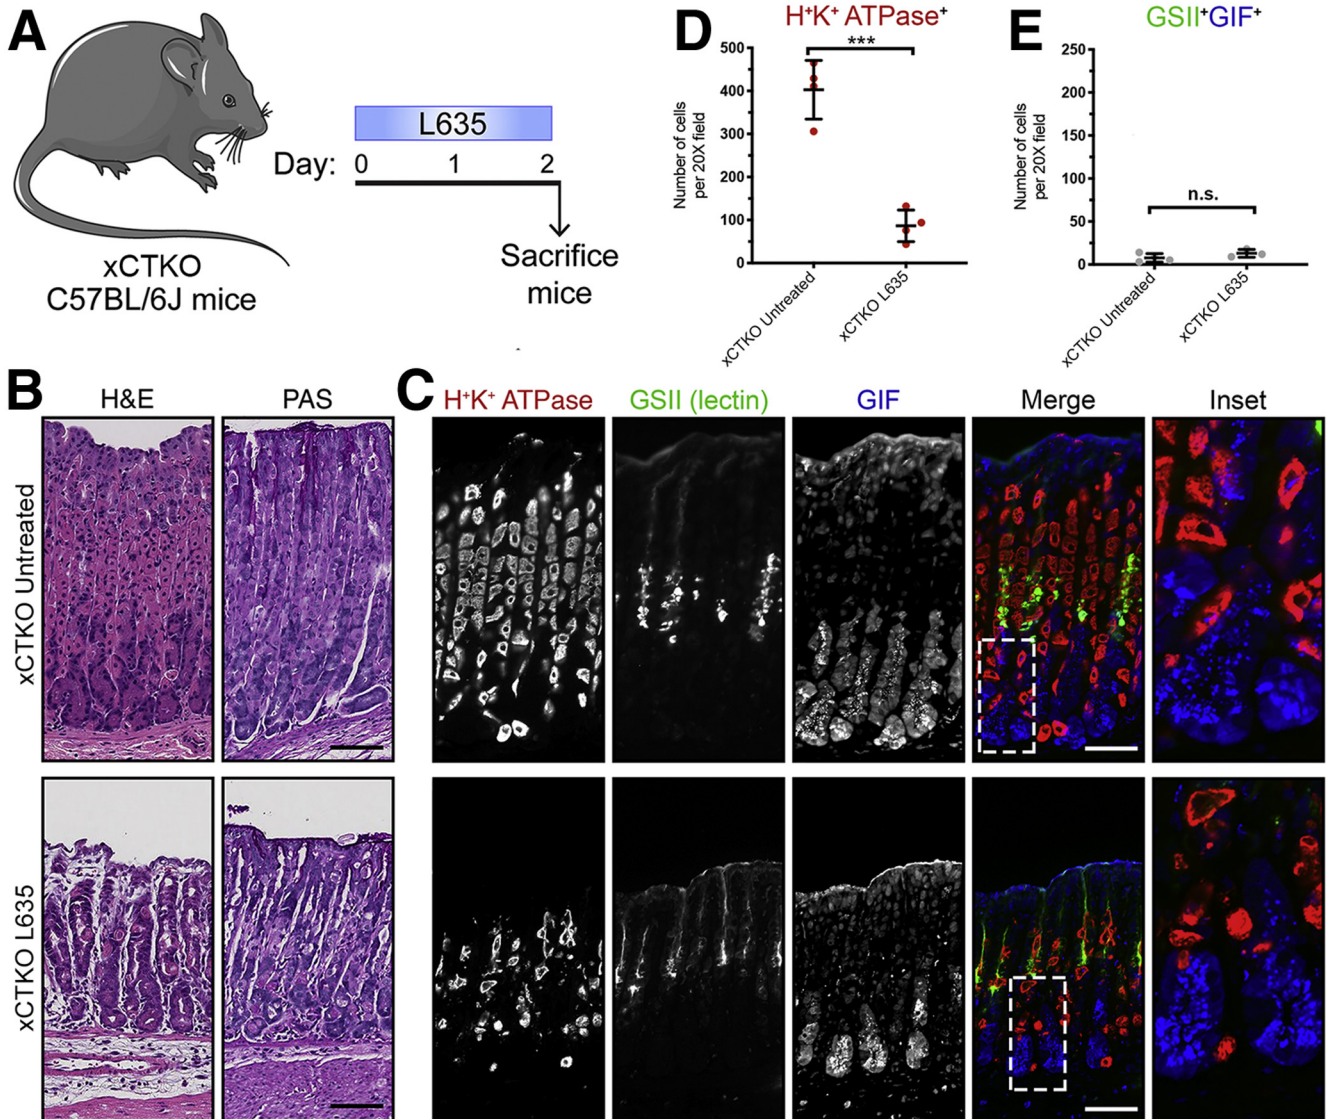 A
L635
Day: 0 1 2
Sacrifice
mice
xCTKO
C57BL/6J mice
D
H⁺K⁺ ATPase⁺
***
Number of cells
per 20X field
500
400
300
200
100
0
xCTKO Untreated
xCTKO L635
E
GSII⁺GIF⁺
n.s.
Number of cells
per 20X field
250
200
150
100
50
0
xCTKO Untreated
xCTKO L635
B
H&E
PAS
xCTKO Untreated
xCTKO L635
C
H⁺K⁺ ATPase
GSII (lectin)
GIF
Merge
Inset